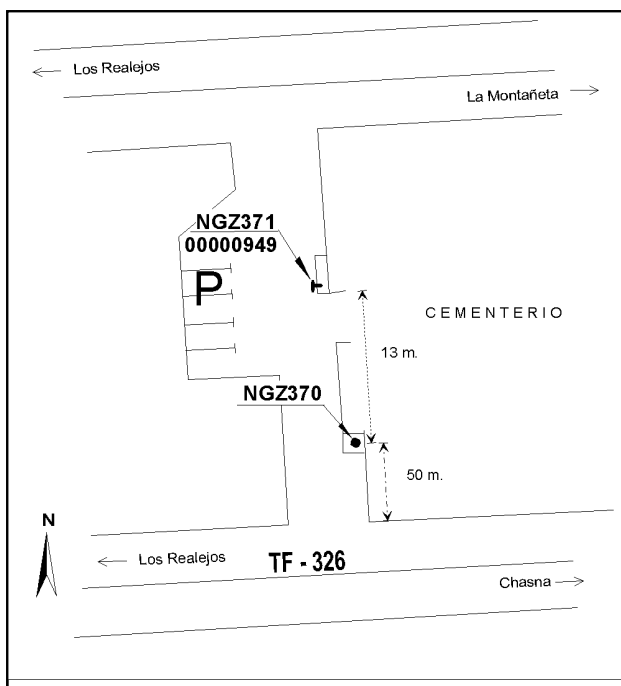 Los Realejos
La Montañeta
NGZ371
00000949
P
CEMENTERIO
13 m.
NGZ370
50 m.
N
Los Realejos
TF - 326
Chasna